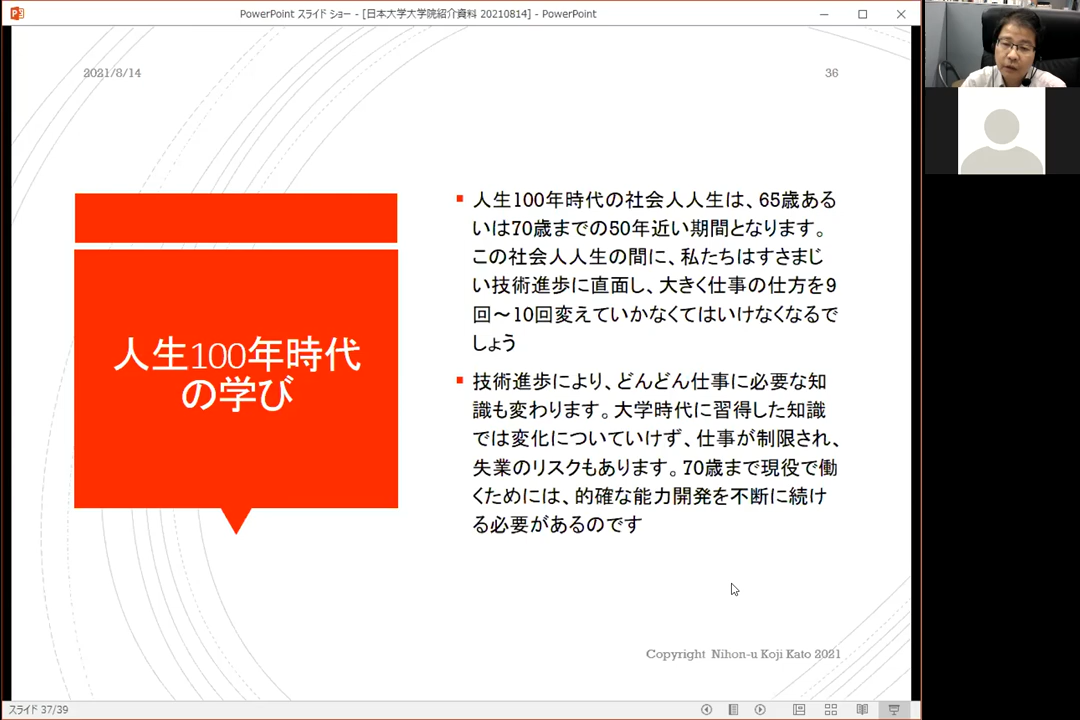 PowerPoint スライド ショー - [日本大学大学院紹介資料 20210814] - PowerPoint
2021/8/14
36
人生100年時代
の学び
人生100年時代の社会人人生は、65歳ある
いは70歳までの50年近い期間となります。
この社会人人生の間に、私たちはすさまじ
い技術進歩に直面し、大きく仕事の仕方を9
回～10回変えていかなくてはいけなくなるで
しょう
技術進歩により、どんどん仕事に必要な知
識も変わります。大学時代に習得した知識
では変化についていけず、仕事が制限され、
失業のリスクもあります。70歳まで現役で働
くためには、的確な能力開発を不断に続け
る必要があるのです
Copyright Nihon-u Koji Kato 2021
スライド 37/39